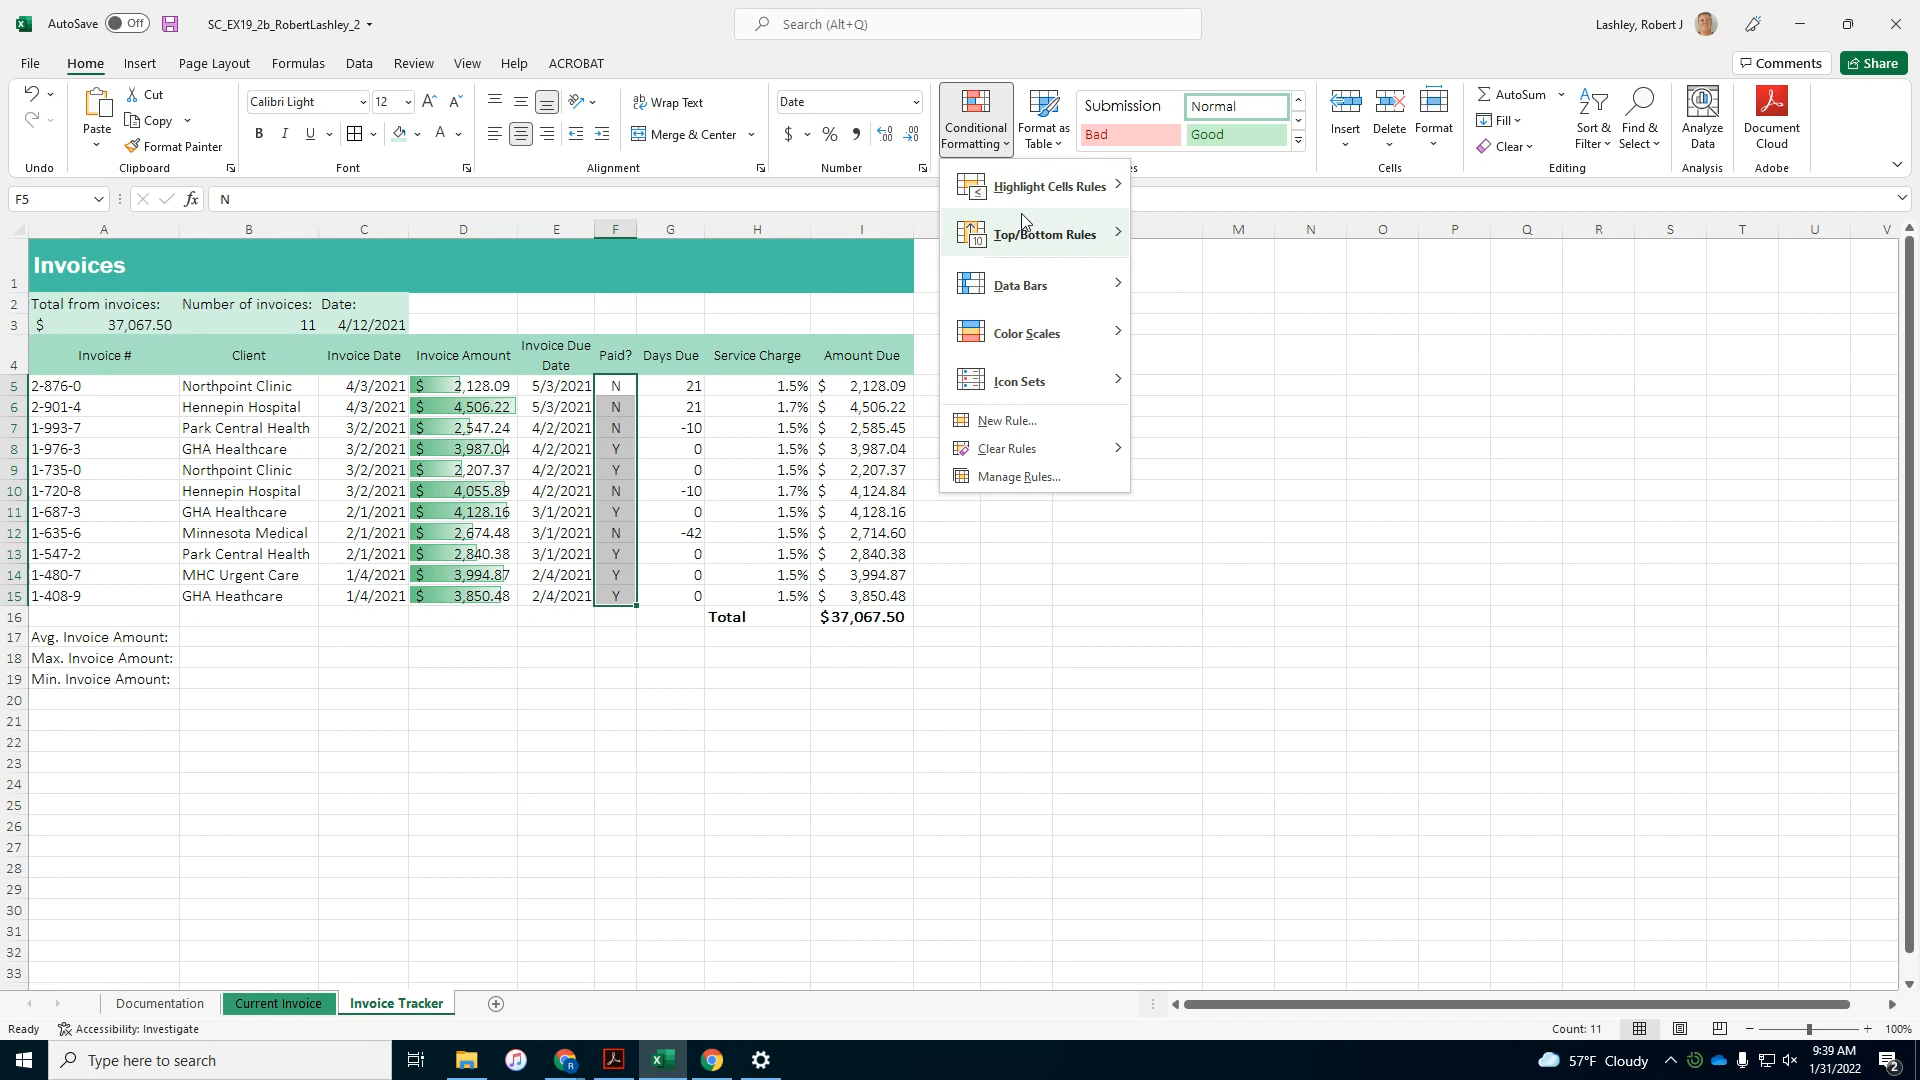 AutoSave Off SC_EX19_2b_RobertLashley_2 Search (Alt+Q) Lashley, Robert J
File Home Insert Page Layout Formulas Data Review View Help ACROBAT Comments Share
Undo
Paste Cut Copy Format Painter Clipboard
Calibri Light 12 B I U A Font
Wrap Text Merge & Center Alignment
Date $ % Number
Conditional Formatting Format as Table
Submission Normal
Bad Good
Insert Delete Format Cells
AutoSum Fill Clear Sort & Filter Find & Select Editing
Analyze Data Analysis
Document Cloud Adobe
F5 fx N
Highlight Cells Rules
Top/Bottom Rules
Data Bars
Color Scales
Icon Sets
New Rule...
Clear Rules
Manage Rules...
A B C D E F G H I M N O P Q R S T U V
1 Invoices
2 Total from invoices: Number of invoices: Date:
3 $ 37,067.50 11 4/12/2021
4 Invoice # Client Invoice Date Invoice Amount Invoice Due Date Paid? Days Due Service Charge Amount Due
5 2-876-0 Northpoint Clinic 4/3/2021 $ 2,128.09 5/3/2021 N 21 1.5% $ 2,128.09
6 2-901-4 Hennepin Hospital 4/3/2021 $ 4,506.22 5/3/2021 N 21 1.7% $ 4,506.22
7 1-993-7 Park Central Health 3/2/2021 $ 2,547.24 4/2/2021 N -10 1.5% $ 2,585.45
8 1-976-3 GHA Healthcare 3/2/2021 $ 3,987.04 4/2/2021 Y 0 1.5% $ 3,987.04
9 1-735-0 Northpoint Clinic 3/2/2021 $ 2,207.37 4/2/2021 Y 0 1.5% $ 2,207.37
10 1-720-8 Hennepin Hospital 3/2/2021 $ 4,055.89 4/2/2021 N -10 1.7% $ 4,124.84
11 1-687-3 GHA Healthcare 2/1/2021 $ 4,128.16 3/1/2021 Y 0 1.5% $ 4,128.16
12 1-635-6 Minnesota Medical 2/1/2021 $ 2,674.48 3/1/2021 N -42 1.5% $ 2,714.60
13 1-547-2 Park Central Health 2/1/2021 $ 2,840.38 3/1/2021 Y 0 1.5% $ 2,840.38
14 1-480-7 MHC Urgent Care 1/4/2021 $ 3,994.87 2/4/2021 Y 0 1.5% $ 3,994.87
15 1-408-9 GHA Heathcare 1/4/2021 $ 3,850.48 2/4/2021 Y 0 1.5% $ 3,850.48
16 Total $37,067.50
17 Avg. Invoice Amount:
18 Max. Invoice Amount:
19 Min. Invoice Amount:
20
21
22
23
24
25
26
27
28
29
30
31
32
33
Documentation Current Invoice Invoice Tracker
Ready Accessibility: Investigate Count: 11 100%
Type here to search 57°F Cloudy 9:39 AM
1/31/2022 2